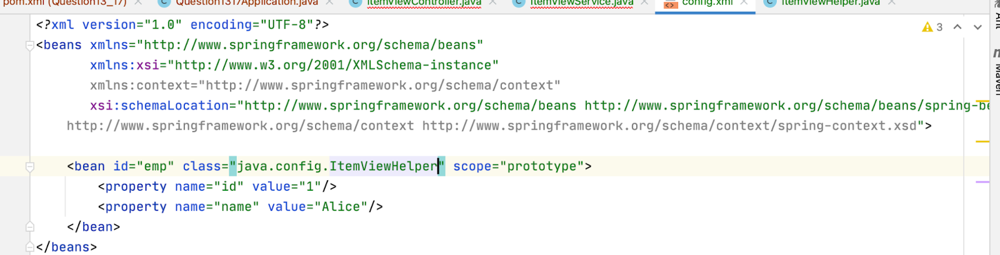 pom.xml (Question13_17) Question1317Application.java ItemViewController.java ItemViewService.java config.xml ItemViewHelper.java
<?xml version="1.0" encoding="UTF-8"?>
3
<beans xmlns="http://www.springframework.org/schema/beans"
xmlns:xsi="http://www.w3.org/2001/XMLSchema-instance"
xmlns:context="http://www.springframework.org/schema/context"
xsi:schemaLocation="http://www.springframework.org/schema/beans http://www.springframework.org/schema/beans/spring-be
http://www.springframework.org/schema/context http://www.springframework.org/schema/context/spring-context.xsd">
<bean id="emp" class="java.config.ItemViewHelper" scope="prototype">
<property name="id" value="1"/>
<property name="name" value="Alice"/>
</bean>
</beans>
Ant
Maven